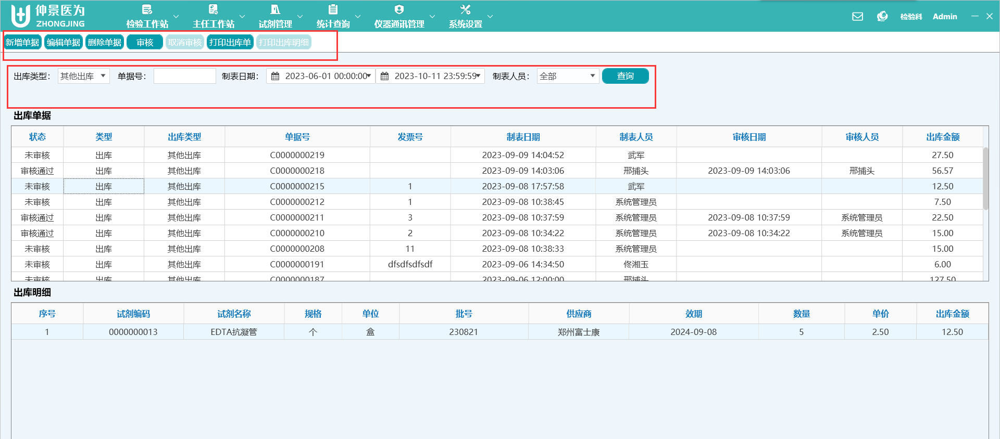 仲景医为
ZHONGJING
检验工作站 主任工作站 试剂管理 统计查询 仪器通讯管理 系统设置 检验科 Admin
新增单据 编辑单据 删除单据 审核 取消审核 打印出库单 打印出库明细
出库类型: 其他出库 单据号: 制表日期: 2023-06-01 00:00:00 2023-10-11 23:59:59 制表人员: 全部 查询
出库单据
状态 类型 出库类型 单据号 发票号 制表日期 制表人员 审核日期 审核人员 出库金额
未审核 出库 其他出库 C0000000219 2023-09-09 14:04:52 武军 27.50
审核通过 出库 其他出库 C0000000218 2023-09-09 14:03:06 邢捕头 2023-09-09 14:03:06 邢捕头 56.57
未审核 出库 其他出库 C0000000215 1 2023-09-08 17:57:58 武军 12.50
未审核 出库 其他出库 C0000000212 1 2023-09-08 10:38:45 系统管理员 7.50
审核通过 出库 其他出库 C0000000211 3 2023-09-08 10:37:59 系统管理员 2023-09-08 10:37:59 系统管理员 22.50
审核通过 出库 其他出库 C0000000210 2 2023-09-08 10:34:22 系统管理员 2023-09-08 10:34:22 系统管理员 15.00
未审核 出库 其他出库 C0000000208 11 2023-09-08 10:38:33 系统管理员 15.00
未审核 出库 其他出库 C0000000191 dfsdfsdfsdf 2023-09-06 14:34:50 佟湘玉 6.00
未审核 出库 其他出库 C0000000187 2023-09-06 12:00:00 邢捕头 127.50
出库明细
序号 试剂编码 试剂名称 规格 单位 批号 供应商 效期 数量 单价 出库金额
1 0000000013 EDTA抗凝管 个 盒 230821 郑州富士康 2024-09-08 5 2.50 12.50